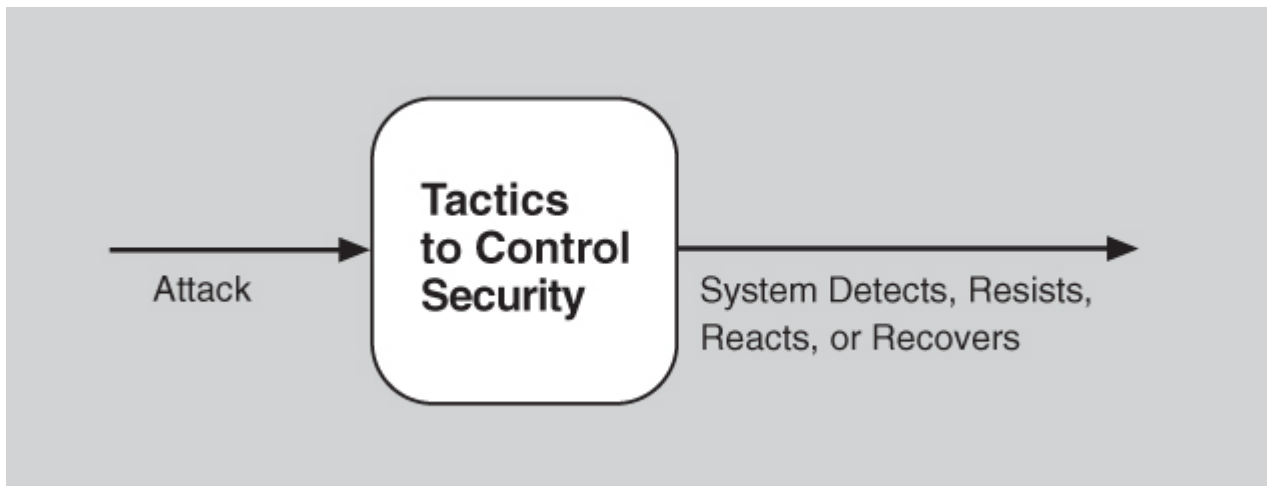 Attack
Tactics
to Control
Security
System Detects, Resists,
Reacts, or Recovers